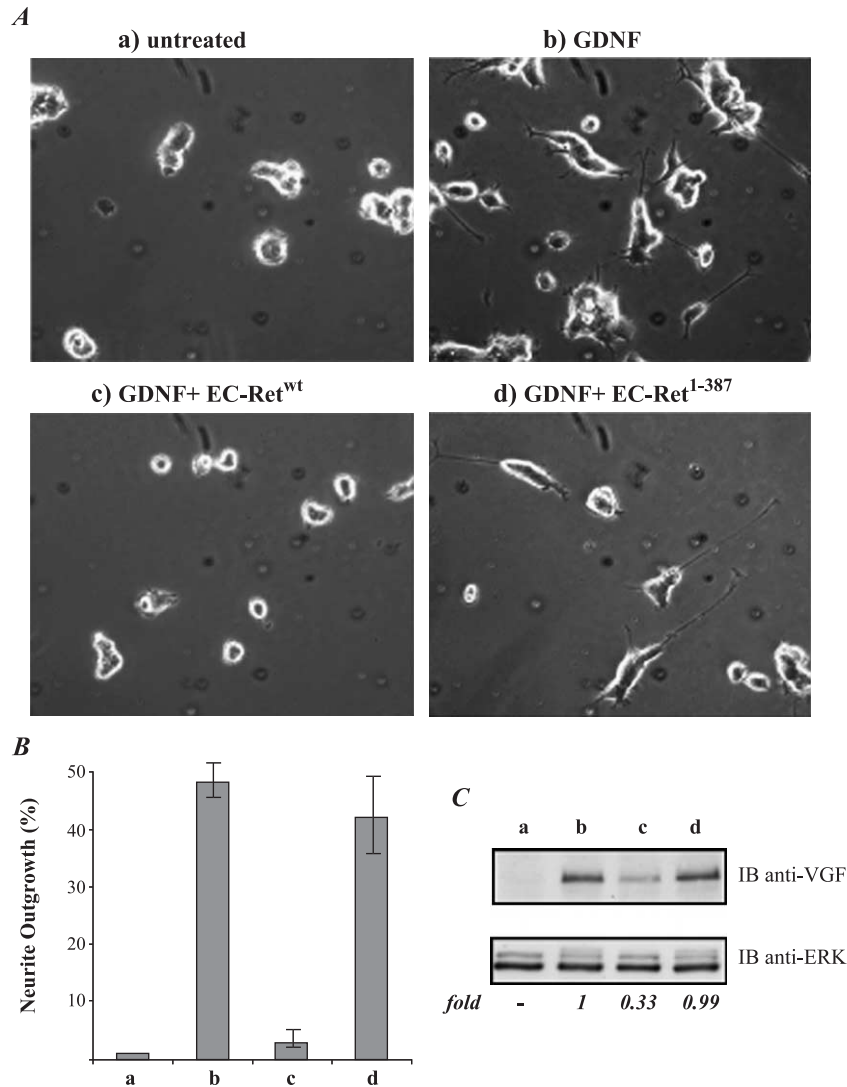 A
a) untreated
b) GDNF
c) GDNF+ EC-Ret^wt
d) GDNF+ EC-Ret^1-387
B
Neurite Outgrowth (%)
50
40
30
20
10
a b c d
C
a b c d
IB anti-VGF
IB anti-ERK
fold - 1 0.33 0.99